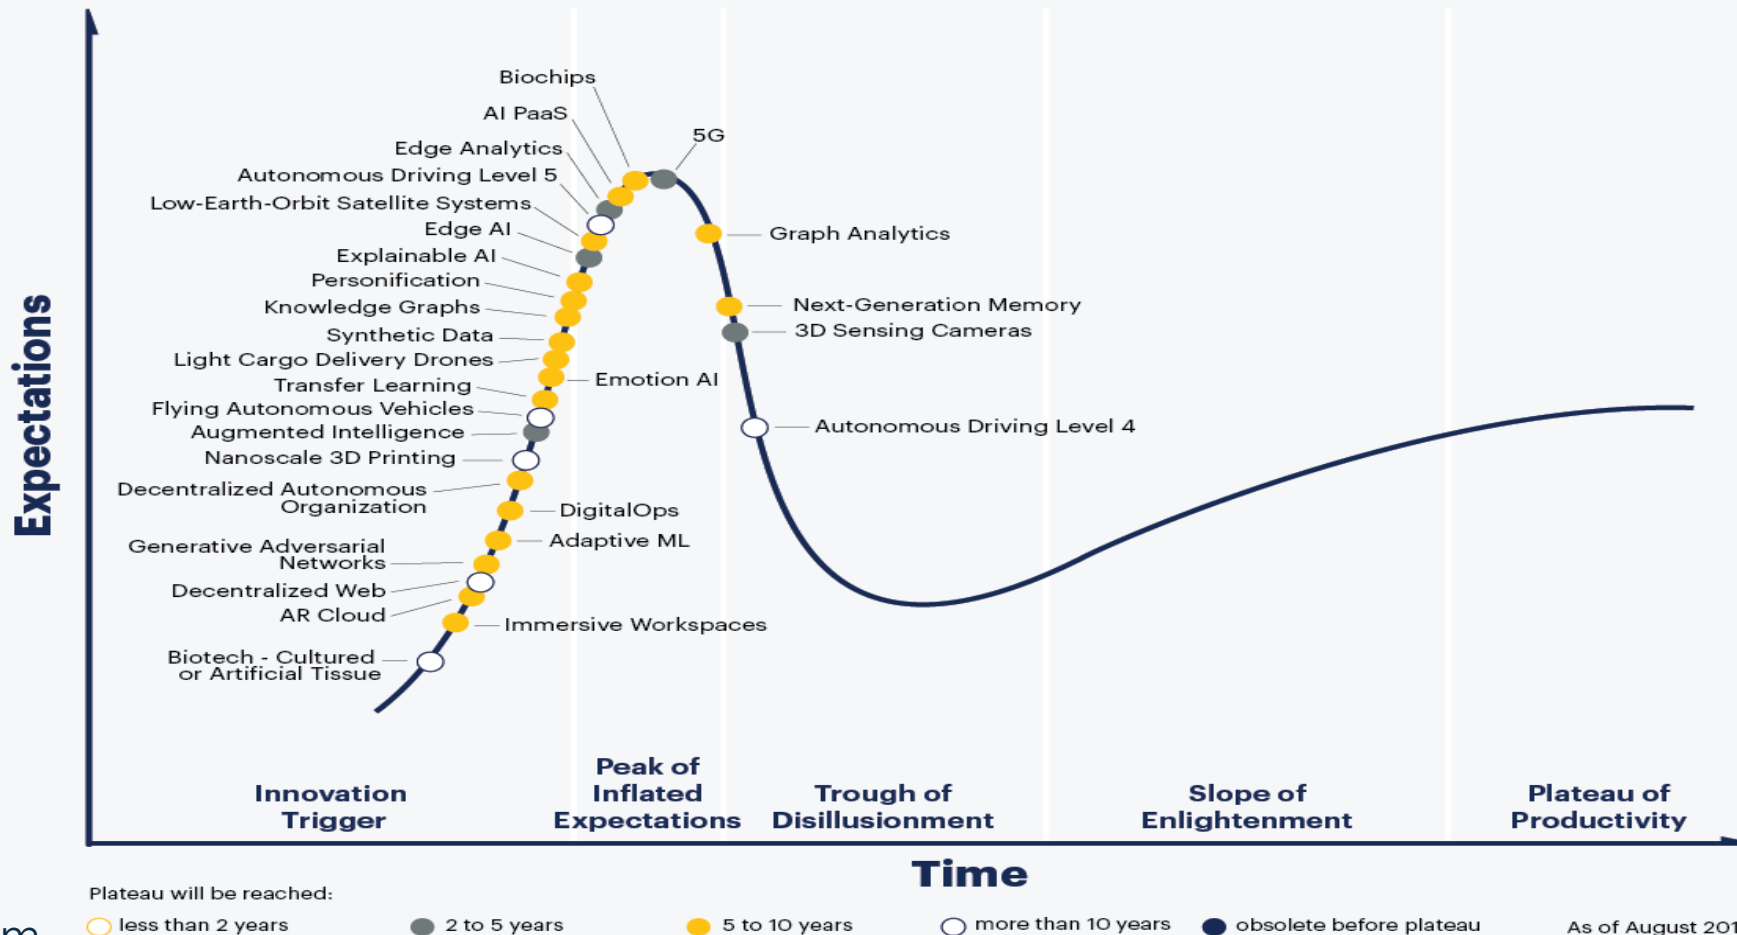 Biochips
AI PaaS
5G
Edge Analytics
Autonomous Driving Level 5
Low-Earth-Orbit Satellite Systems
Edge AI
Graph Analytics
Explainable AI
Personification
Knowledge Graphs
Next-Generation Memory
3D Sensing Cameras
Synthetic Data
Light Cargo Delivery Drones
Emotion AI
Transfer Learning
Flying Autonomous Vehicles
Autonomous Driving Level 4
Augmented Intelligence
Nanoscale 3D Printing
Decentralized Autonomous
Organization
DigitalOps
Adaptive ML
Generative Adversarial
Networks
Decentralized Web
AR Cloud
Immersive Workspaces
Biotech - Cultured
or Artificial Tissue
Expectations
Innovation
Trigger
Peak of
Inflated
Expectations
Trough of
Disillusionment
Slope of
Enlightenment
Plateau of
Productivity
Time
Plateau will be reached:
less than 2 years
2 to 5 years
5 to 10 years
more than 10 years
obsolete before plateau
As of August